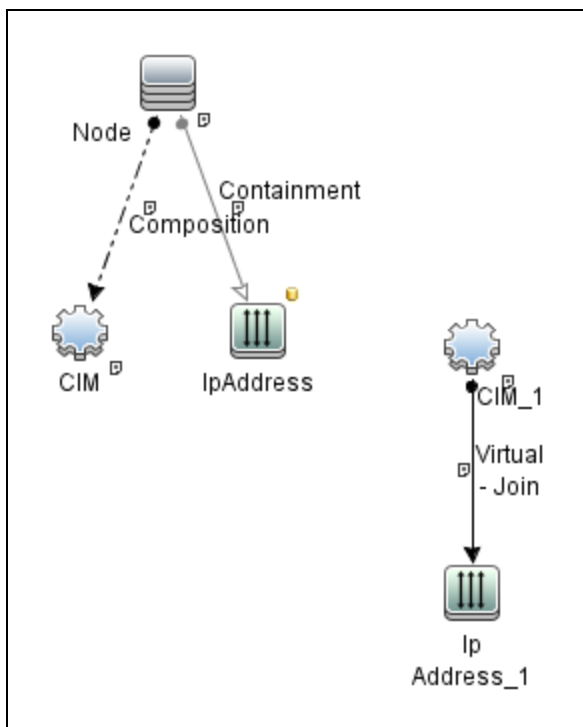 Node
Containment
Composition
CIM
IpAddress
CIM_1
Virtual
- Join
Ip
Address_1